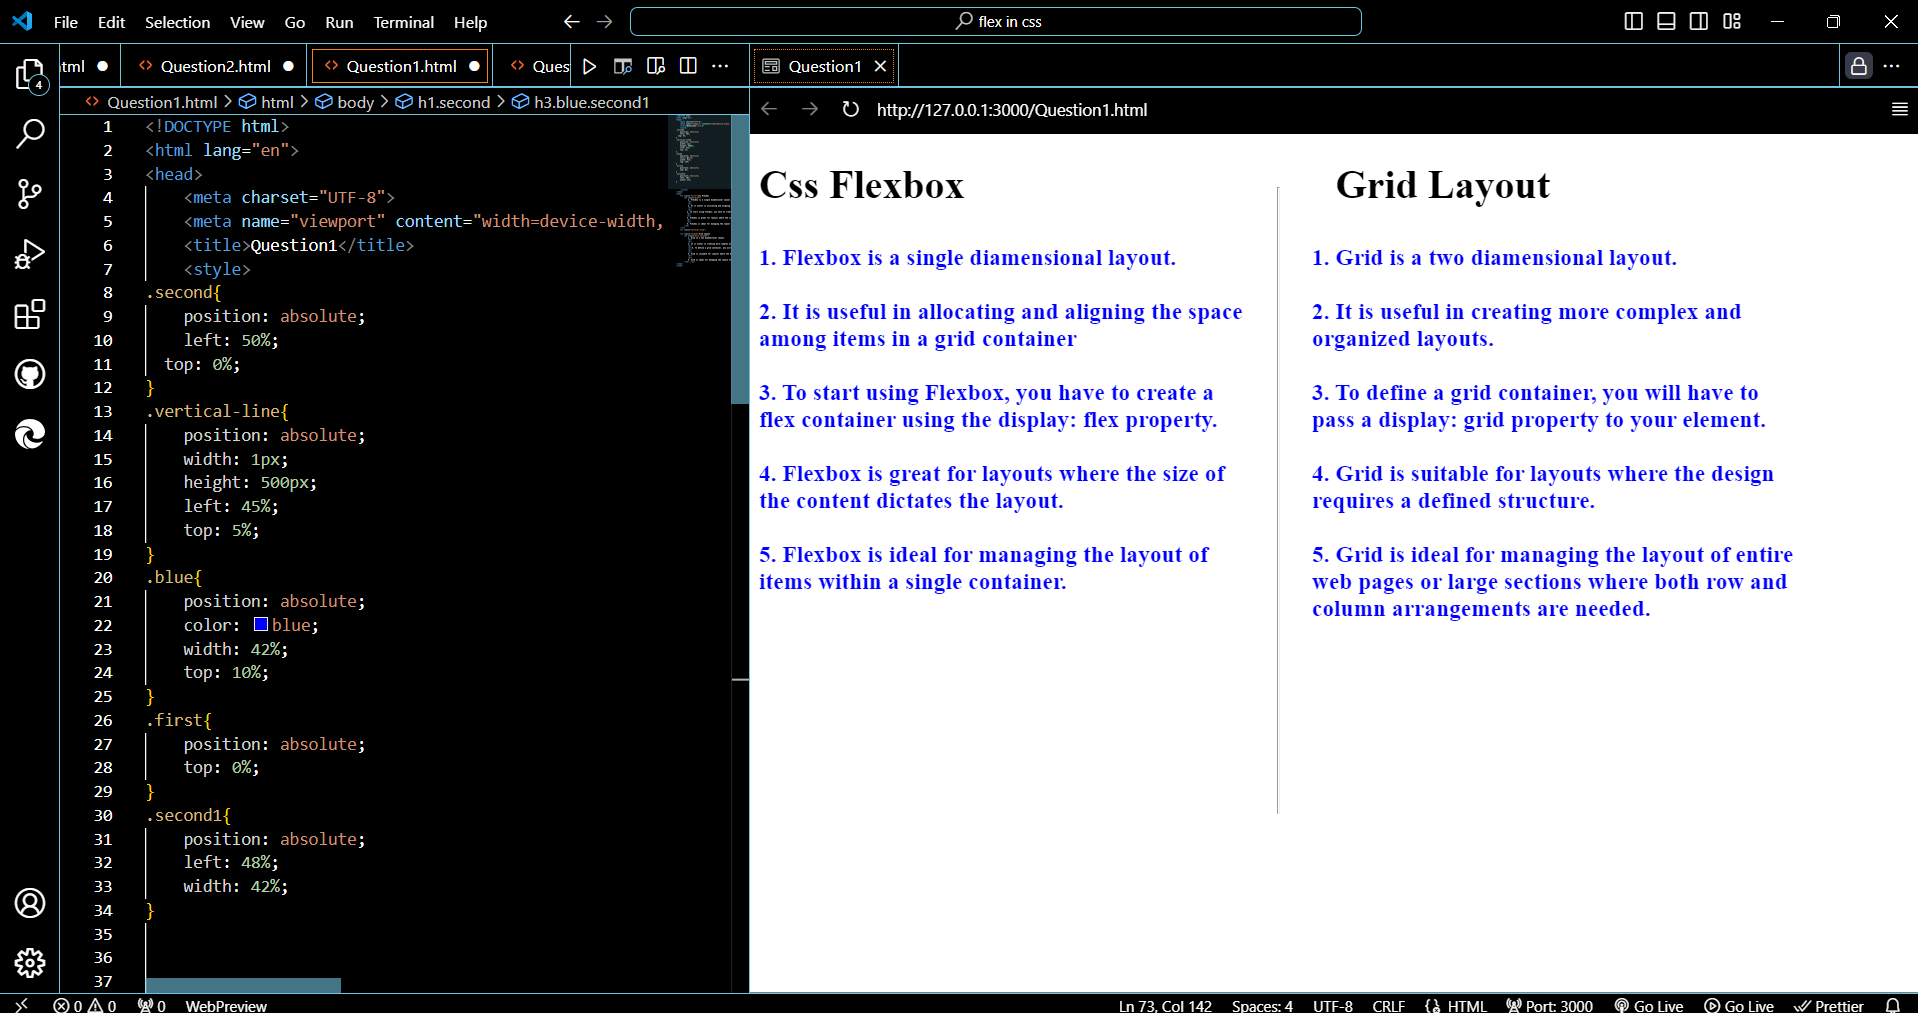 File Edit Selection View Go Run Terminal Help
flex in css
tml
Question2.html
Question1.html
Ques
Question1
4
Question1.html > html > body > h1.second > h3.blue.second1
http://127.0.0.1:3000/Question1.html
1 <!DOCTYPE html>
2 <html lang="en">
3 <head>
4 <meta charset="UTF-8">
5 <meta name="viewport" content="width=device-width,
6 <title>Question1</title>
7 <style>
8 .second{
9 position: absolute;
10 left: 50%;
11 top: 0%;
12 }
13 .vertical-line{
14 position: absolute;
15 width: 1px;
16 height: 500px;
17 left: 45%;
18 top: 5%;
19 }
20 .blue{
21 position: absolute;
22 color: blue;
23 width: 42%;
24 top: 10%;
25 }
26 .first{
27 position: absolute;
28 top: 0%;
29 }
30 .second1{
31 position: absolute;
32 left: 48%;
33 width: 42%;
34 }
35
36
37
Css Flexbox
1. Flexbox is a single diamensional layout.
2. It is useful in allocating and aligning the space
among items in a grid container
3. To start using Flexbox, you have to create a
flex container using the display: flex property.
4. Flexbox is great for layouts where the size of
the content dictates the layout.
5. Flexbox is ideal for managing the layout of
items within a single container.
Grid Layout
1. Grid is a two diamensional layout.
2. It is useful in creating more complex and
organized layouts.
3. To define a grid container, you will have to
pass a display: grid property to your element.
4. Grid is suitable for layouts where the design
requires a defined structure.
5. Grid is ideal for managing the layout of entire
web pages or large sections where both row and
column arrangements are needed.
0 0 0 WebPreview
Ln 73, Col 142 Spaces: 4 UTF-8 CRLF HTML Port: 3000 Go Live Go Live Prettier